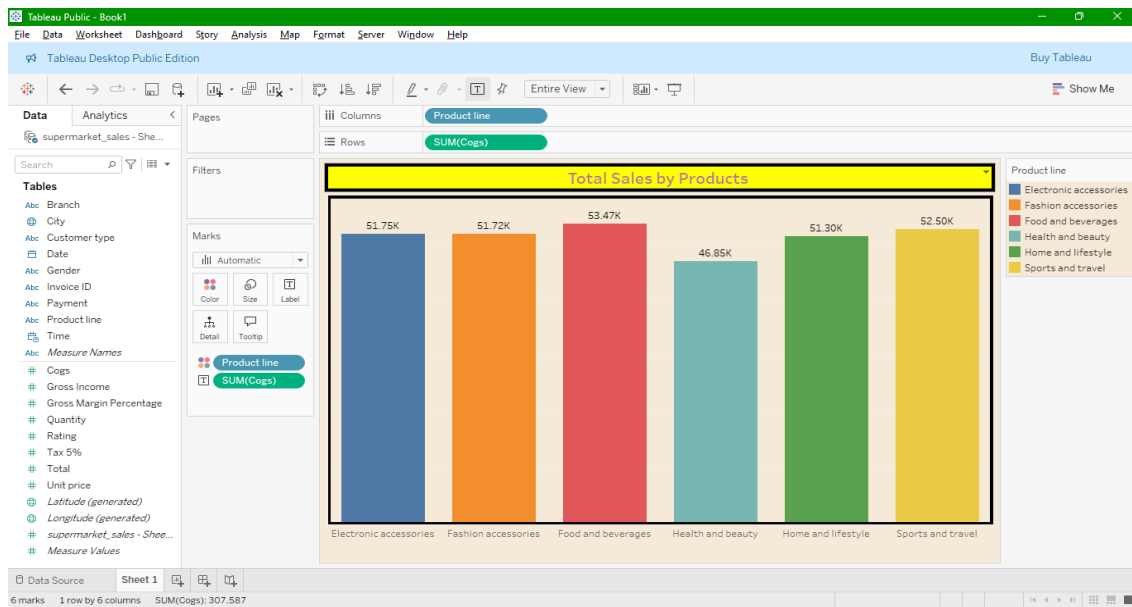 Tableau Public - Book1
File Data Worksheet Dashboard Story Analysis Map Format Server Window Help
Tableau Desktop Public Edition
Buy Tableau
Entire View
Show Me
Data Analytics
supermarket_sales - She...
Search
Tables
Abc Branch
City
Abc Customer type
Date
Abc Gender
Abc Invoice ID
Abc Payment
Abc Product line
Time
Abc Measure Names
# Cogs
# Gross Income
# Gross Margin Percentage
# Quantity
# Rating
# Tax 5%
# Total
# Unit price
Latitude (generated)
Longitude (generated)
# supermarket_sales - Shee...
# Measure Values
Pages
Filters
Marks
Automatic
Color Size Label
Detail Tooltip
Product line
SUM(Cogs)
Columns Product line
Rows SUM(Cogs)
Total Sales by Products
51.75K 51.72K 53.47K 46.85K 51.30K 52.50K
Electronic accessories Fashion accessories Food and beverages Health and beauty Home and lifestyle Sports and travel
Product line
Electronic accessories
Fashion accessories
Food and beverages
Health and beauty
Home and lifestyle
Sports and travel
Data Source Sheet 1
6 marks 1 row by 6 columns SUM(Cogs): 307,587